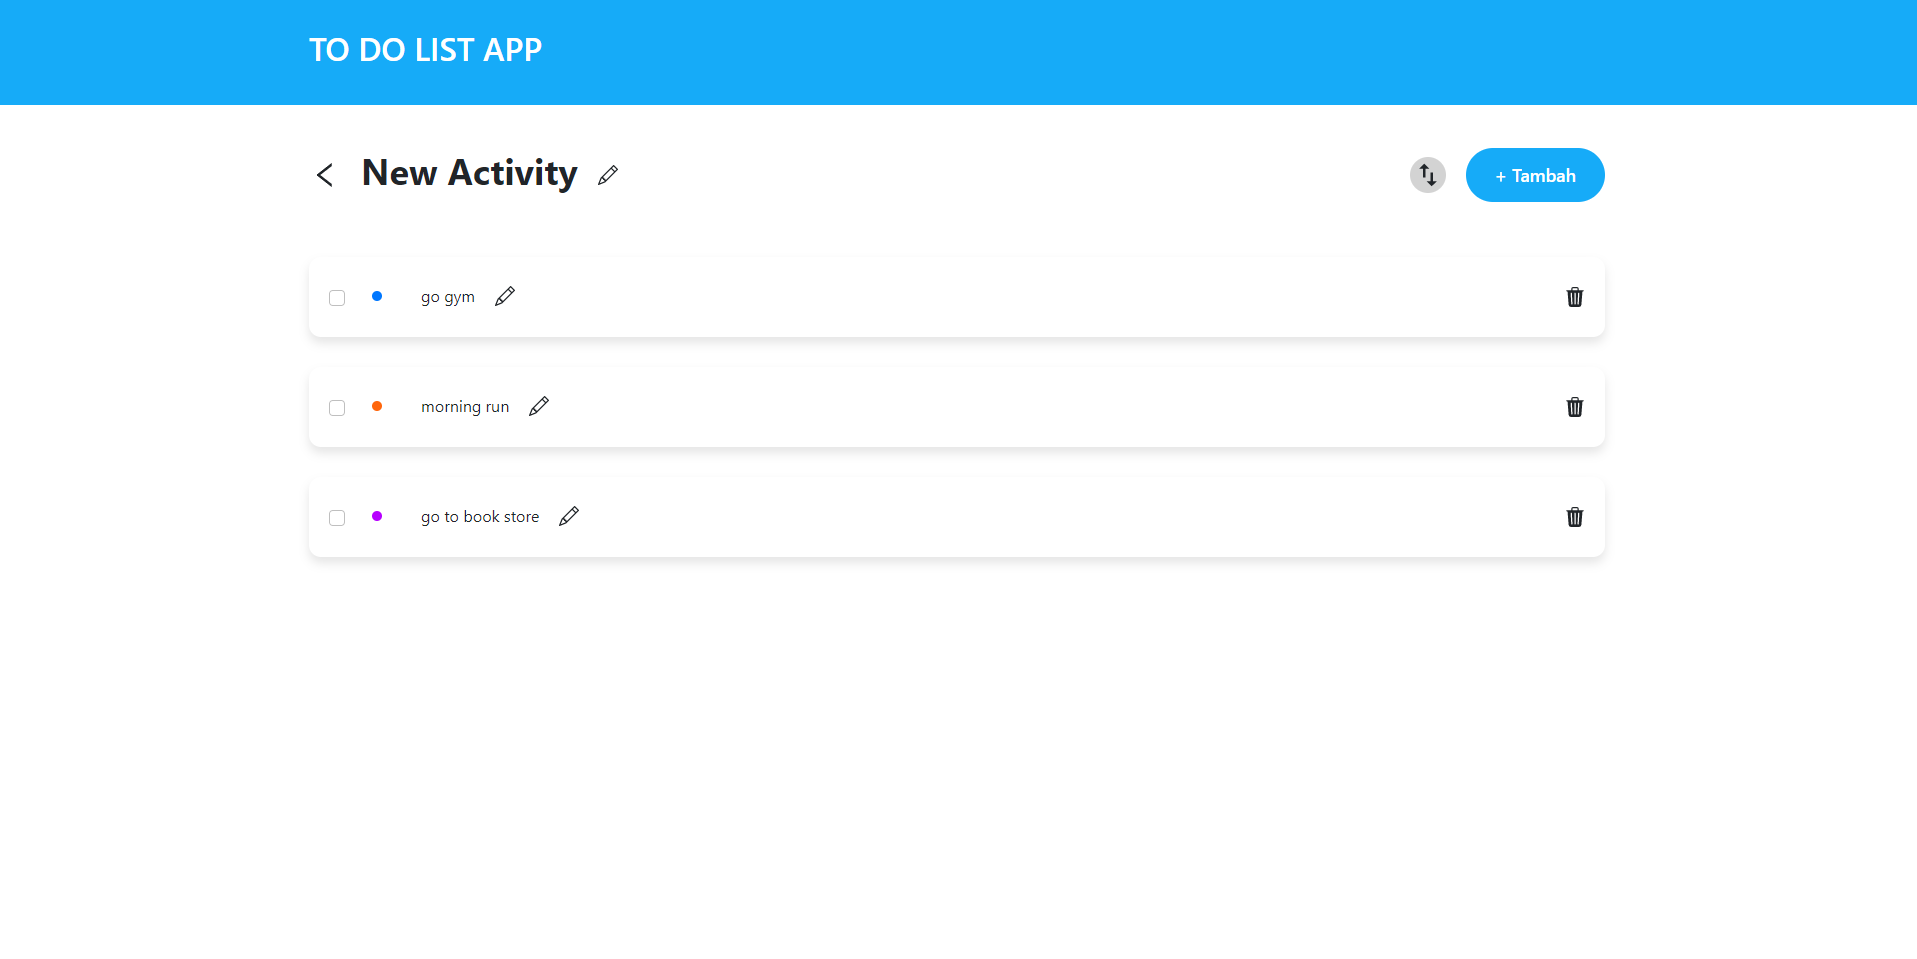 TO DO LIST APP
New Activity
+ Tambah
go gym
morning run
go to book store